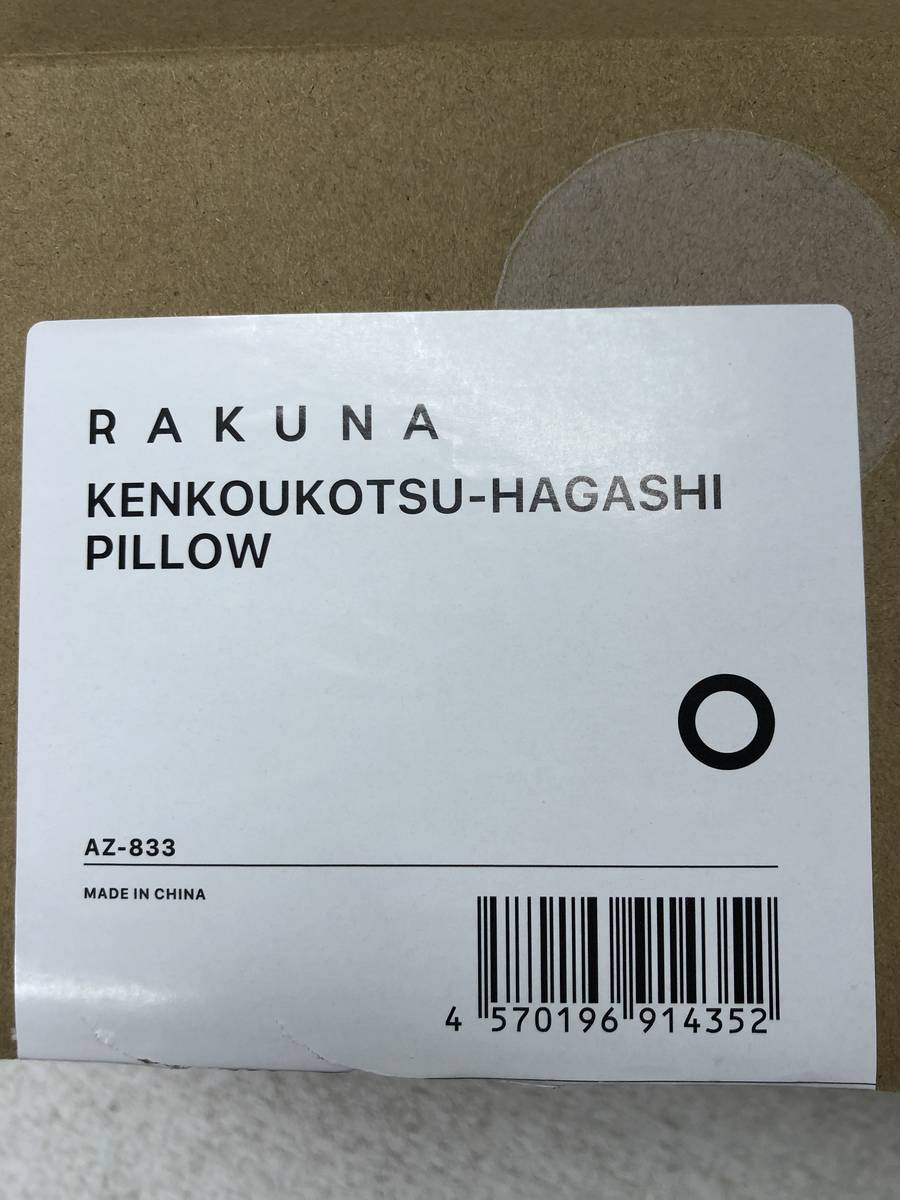 RAKUNA
KENKOUKOTSU-HAGASHI
PILLOW
AZ-833
MADE IN CHINA
4 570196 914352